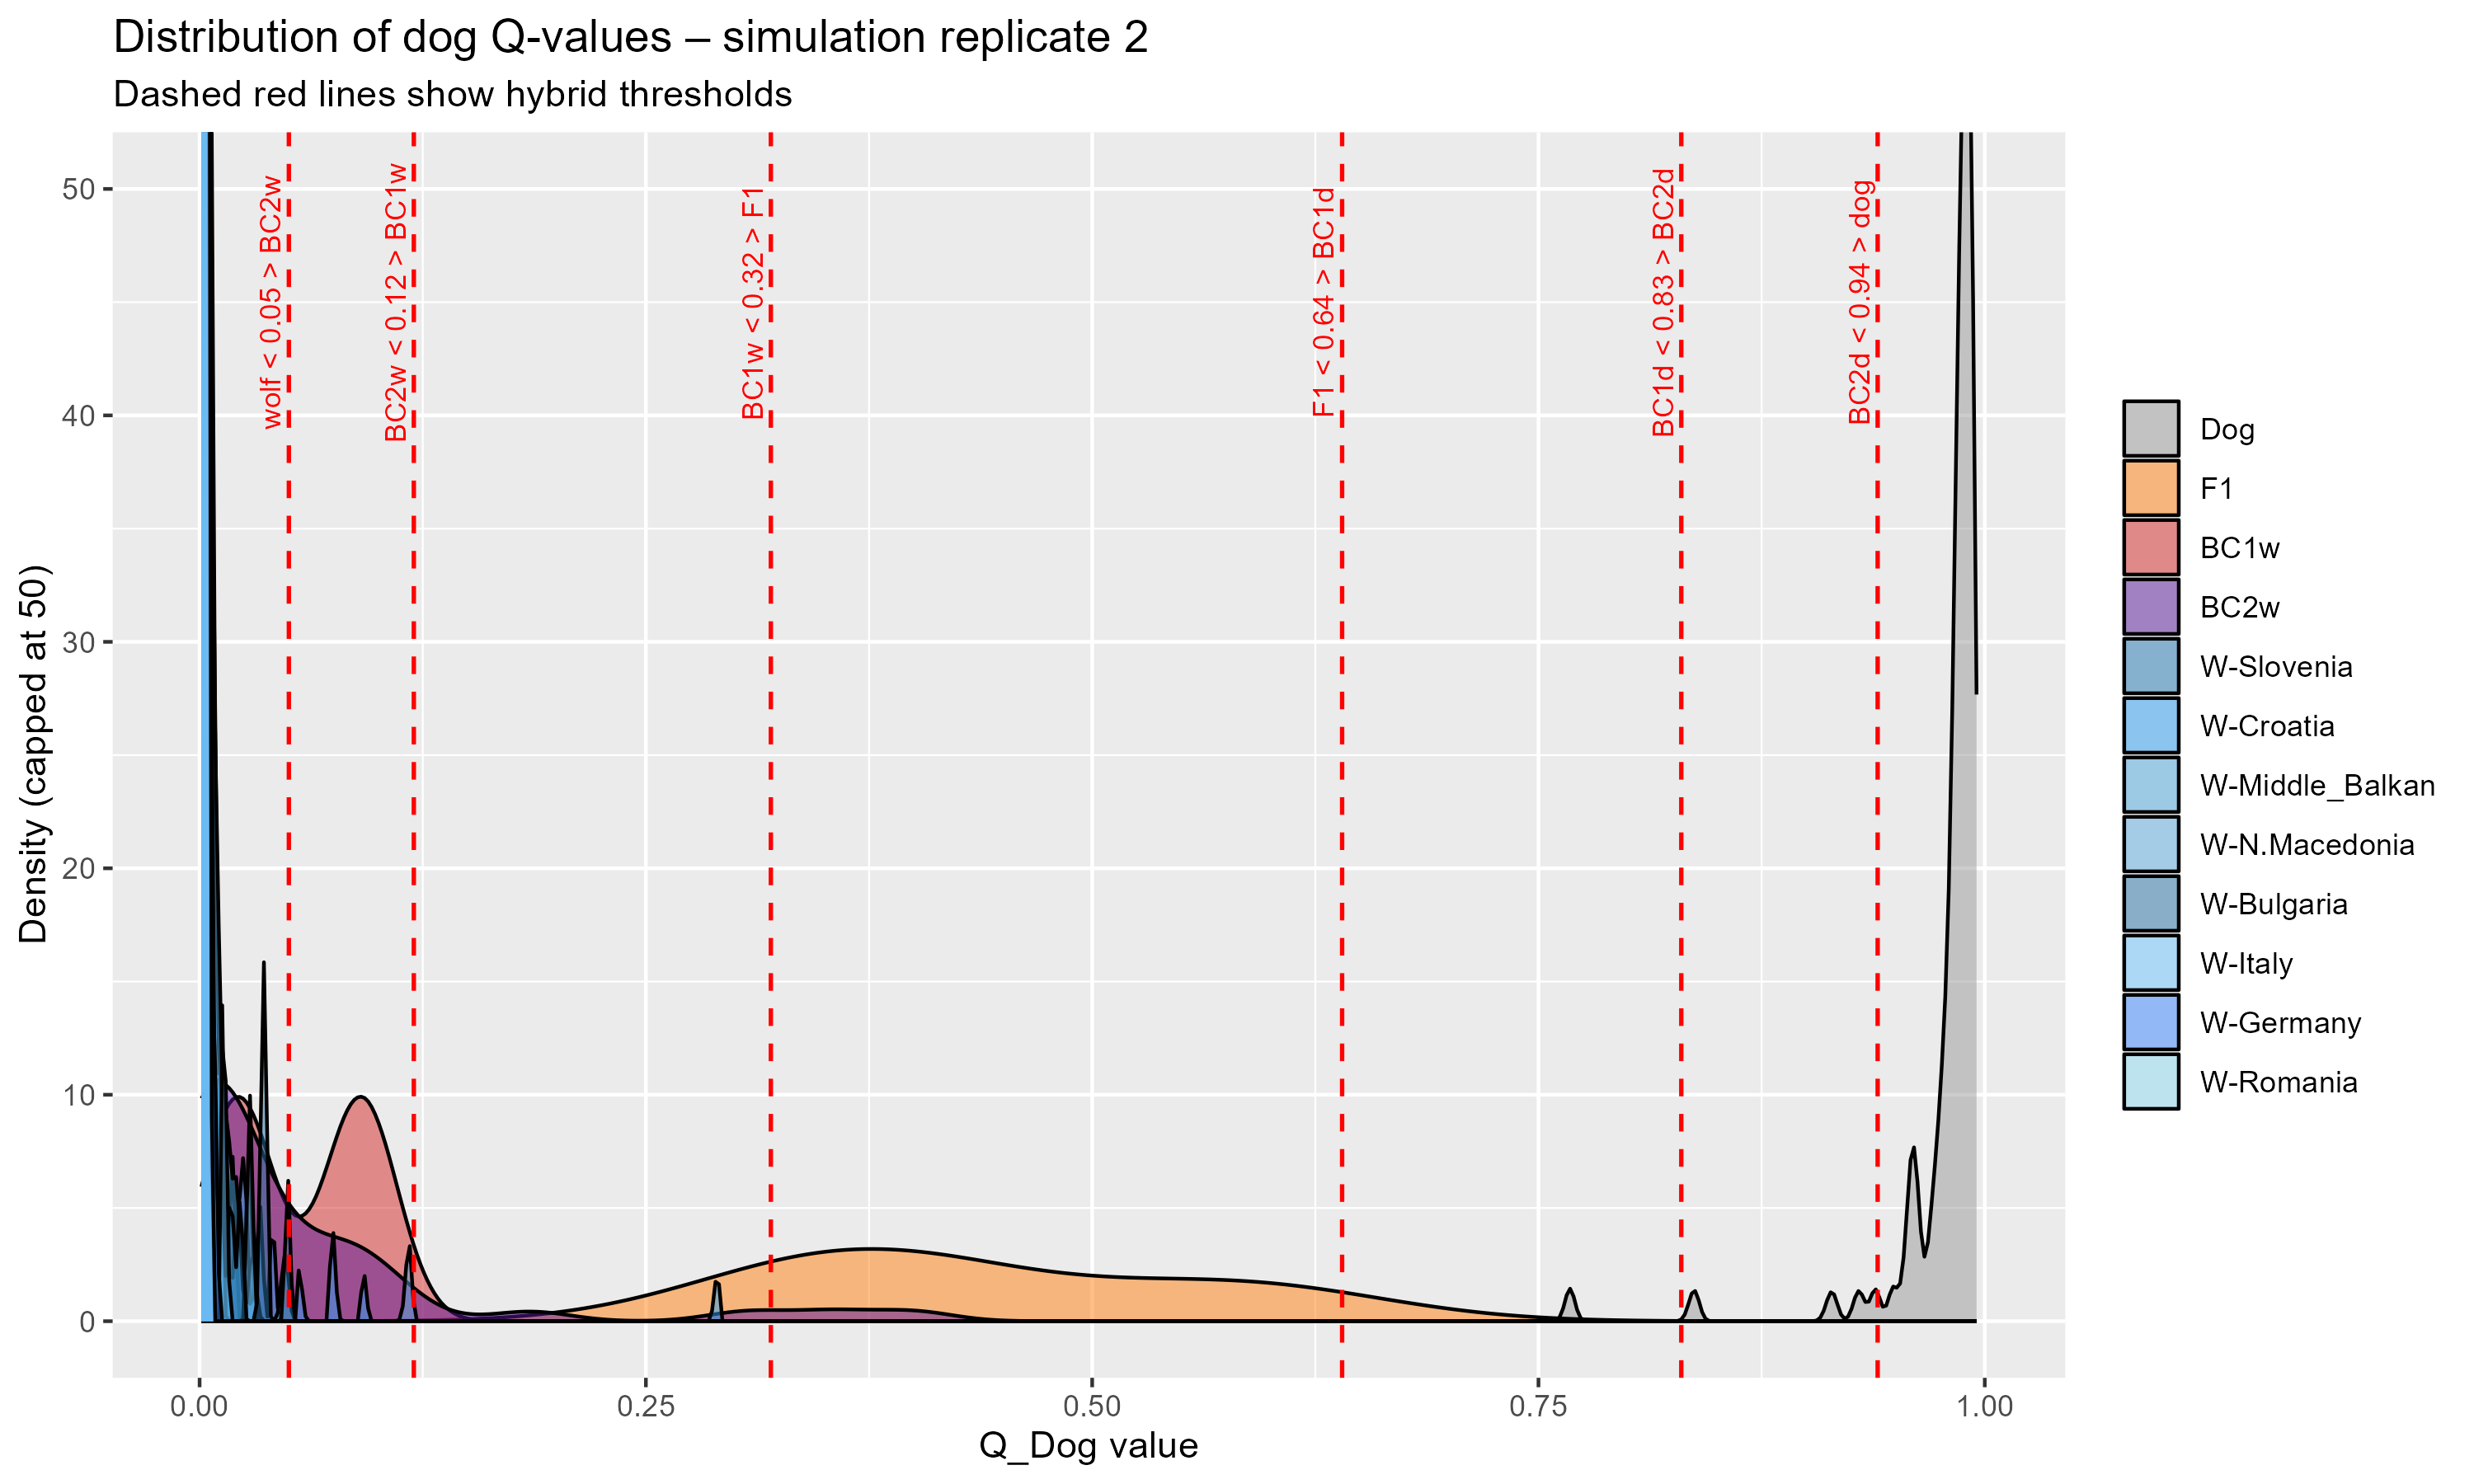 Distribution of dog Q-values – simulation replicate 2
Dashed red lines show hybrid thresholds
Density (capped at 50)
50
40
30
20
10
0
wolf < 0.05 > BC2w
BC2w < 0.12 > BC1w
BC1w < 0.32 > F1
F1 < 0.64 > BC1d
BC1d < 0.83 > BC2d
BC2d < 0.94 > dog
0.00
0.25
0.50
0.75
1.00
Q_Dog value
Dog
F1
BC1w
BC2w
W-Slovenia
W-Croatia
W-Middle_Balkan
W-N.Macedonia
W-Bulgaria
W-Italy
W-Germany
W-Romania